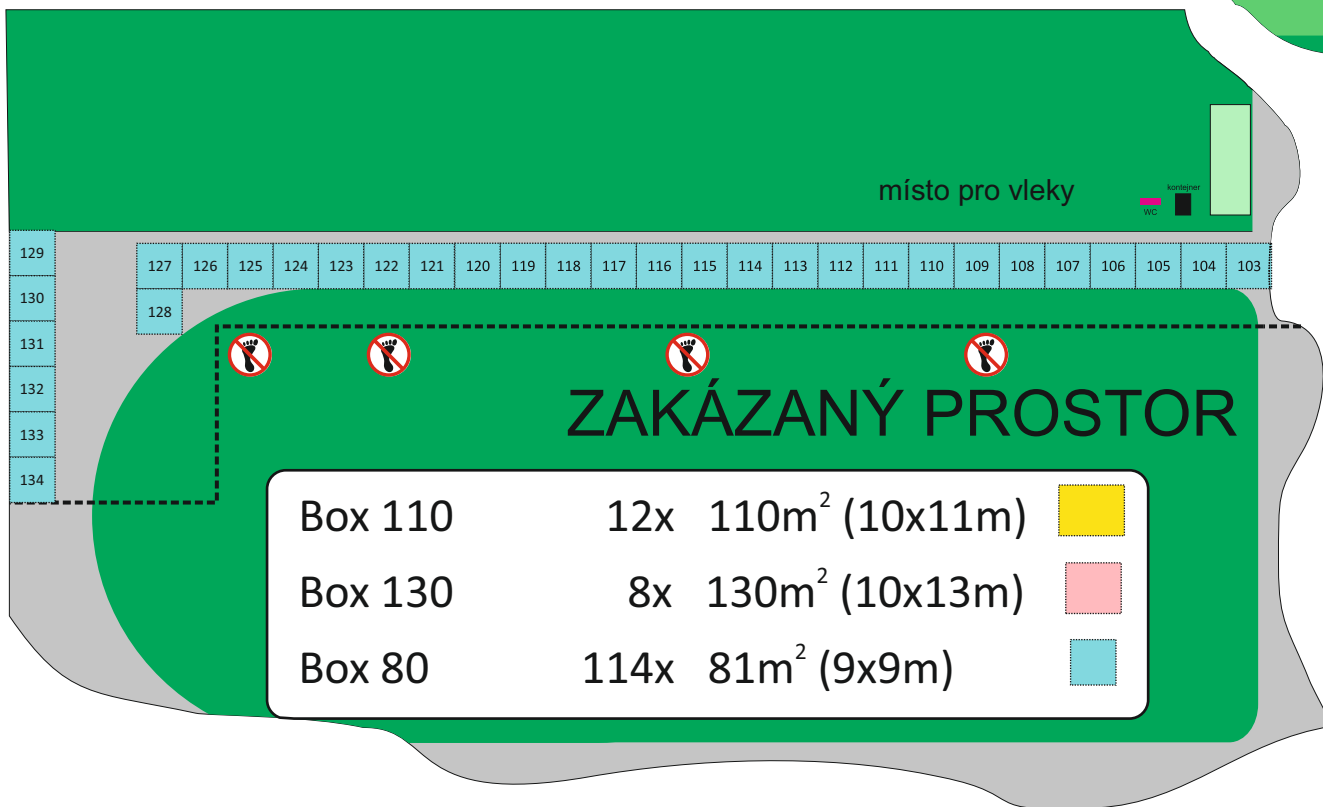 místo pro vleky
kontejner
WC
129
127 126 125 124 123 122 121 120 119 118 117 116 115 114 113 112 111 110 109 108 107 106 105 104 103
130
128
131
132
133
134
ZAKÁZANÝ PROSTOR
Box 110 12x 110m² (10x11m)
Box 130 8x 130m² (10x13m)
Box 80 114x 81m² (9x9m)